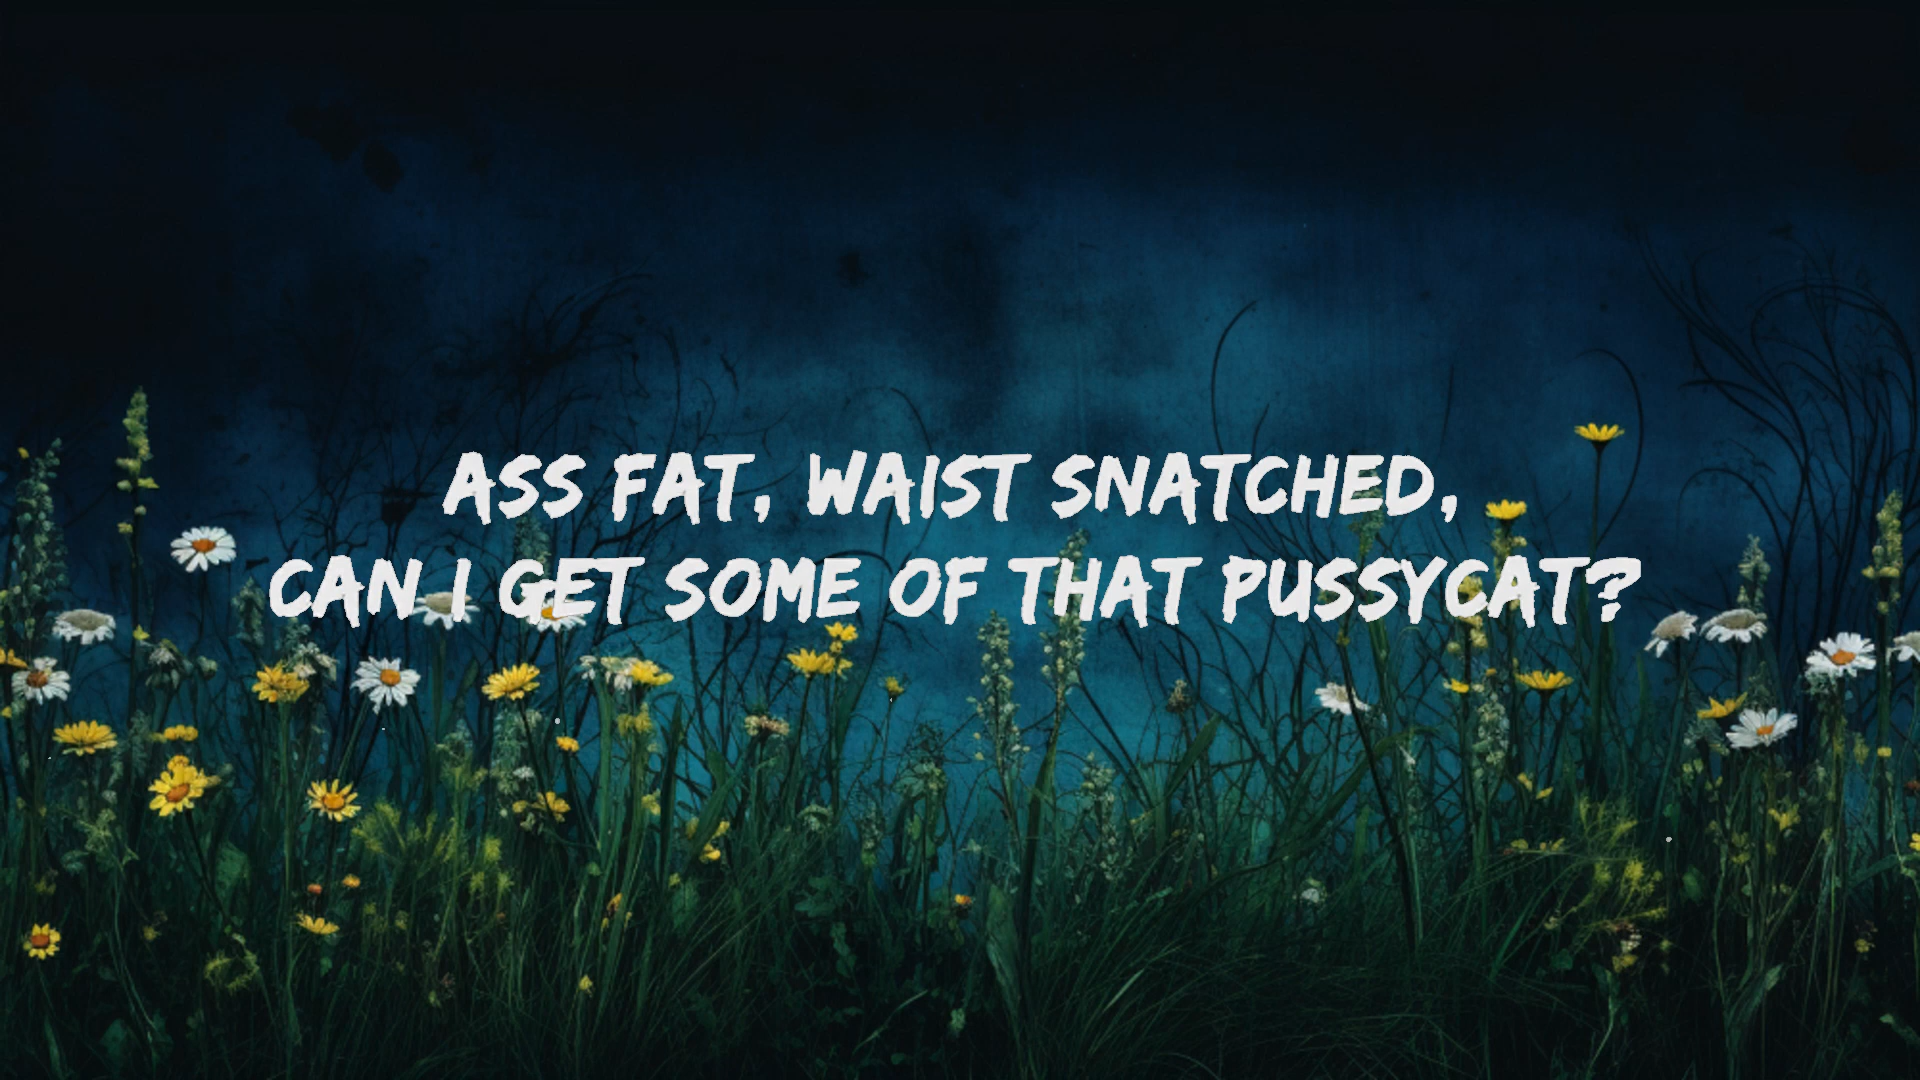 ASS FAT, WAIST SNATCHED,
CAN I GET SOME OF THAT PUSSYCAT?